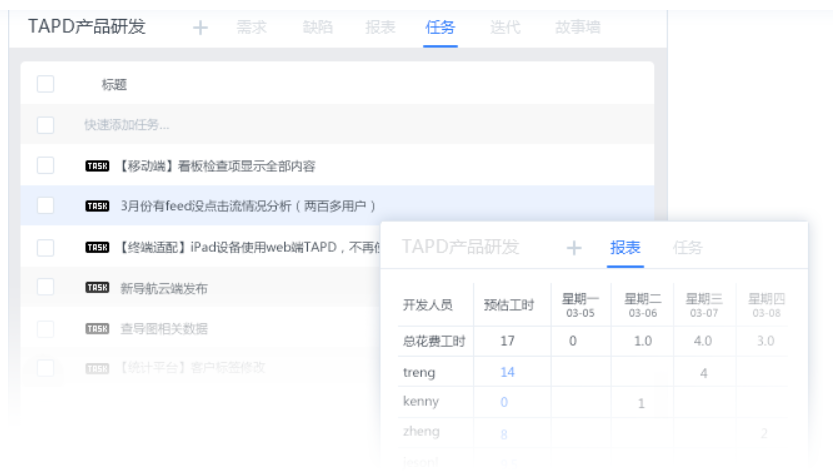 TAPD产品研发 + 需求 缺陷 报表 任务 迭代 故事墙
标题
快速添加任务...
TASK 【移动端】看板检查项显示全部内容
TASK 3月份有feed没点击流情况分析（两百多用户）
TASK 【终端适配】iPad设备使用web端TAPD，不再
TASK 新导航云端发布
TASK 查导图相关数据
TASK 【统计平台】客户标签修改
TAPD产品研发 + 报表 任务
开发人员 预估工时 星期一 星期二 星期三 星期四
03-05 03-06 03-07 03-08
总花费工时 17 0 1.0 4.0 3.0
treng 14 4
kenny 0 1
zheng 8 2